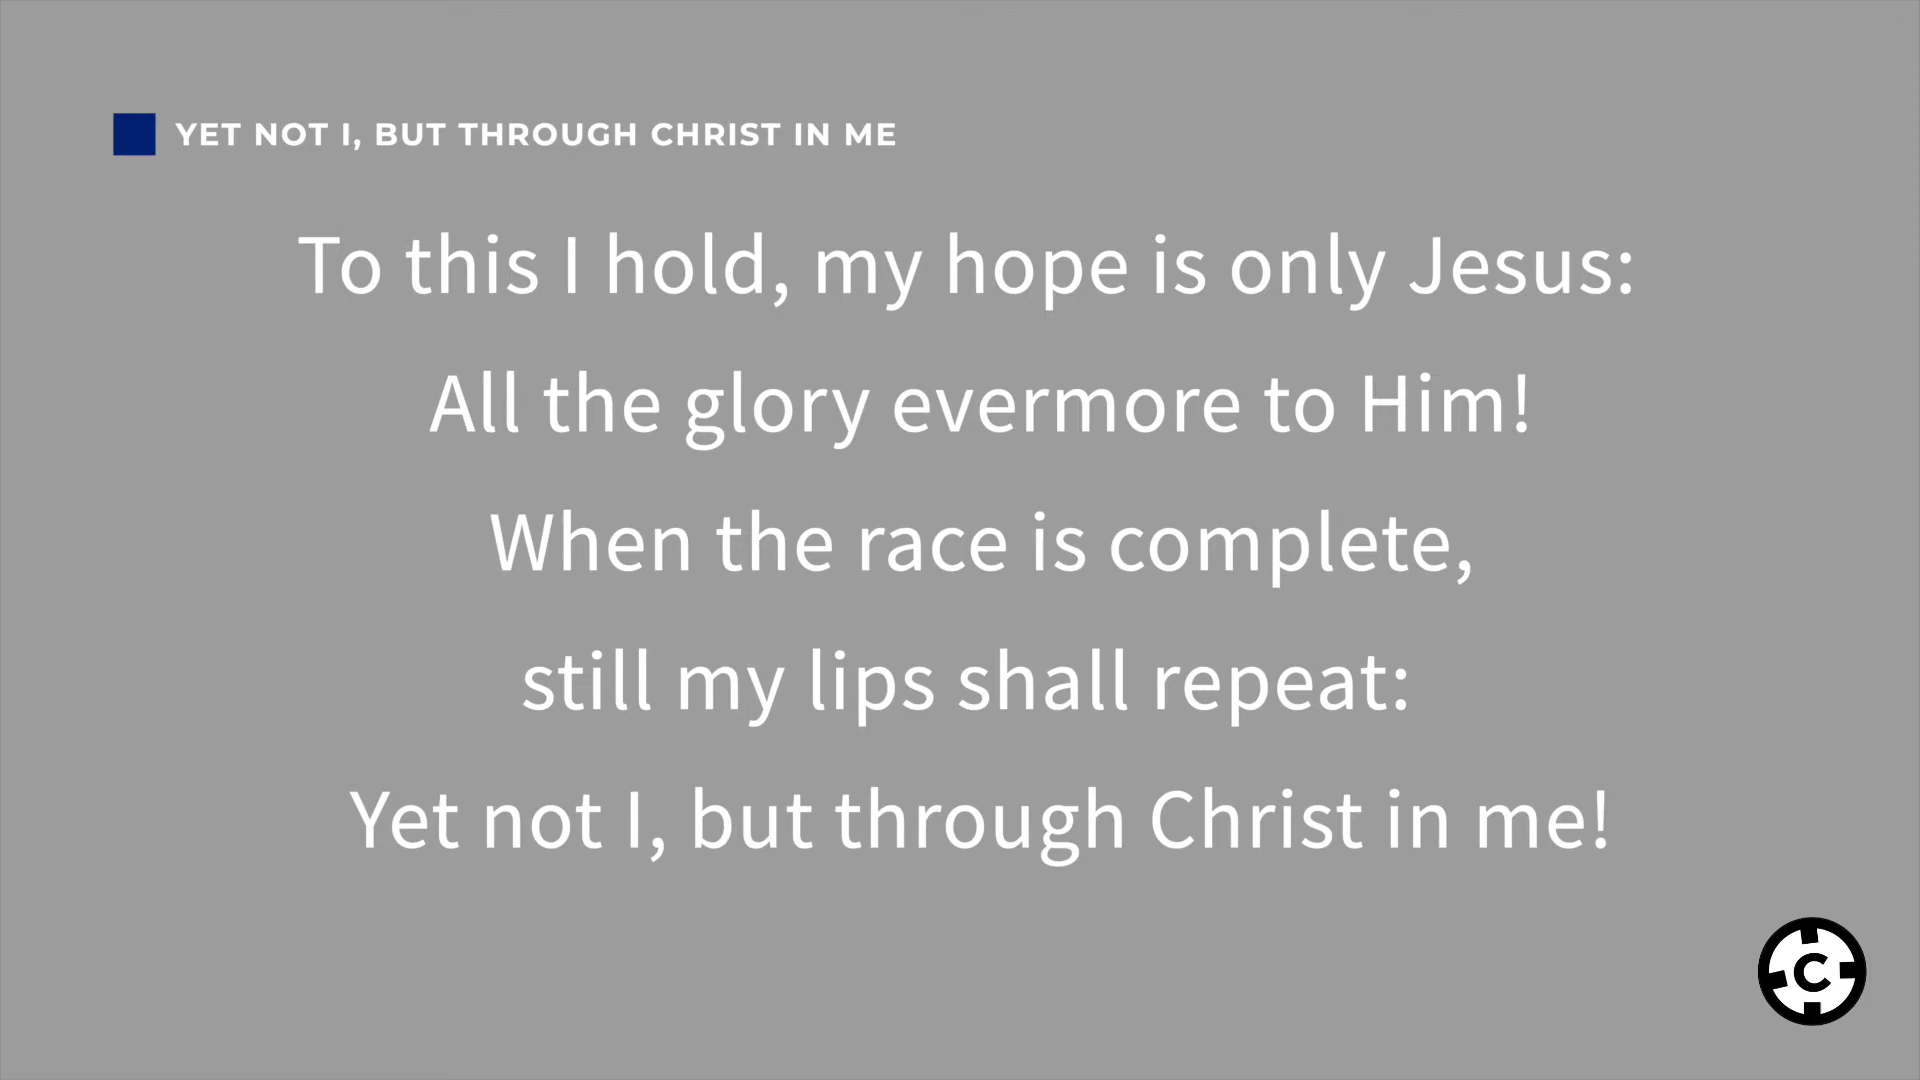 YET NOT I, BUT THROUGH CHRIST IN ME
To this I hold, my hope is only Jesus:
All the glory evermore to Him!
When the race is complete,
still my lips shall repeat:
Yet not I, but through Christ in me!
C